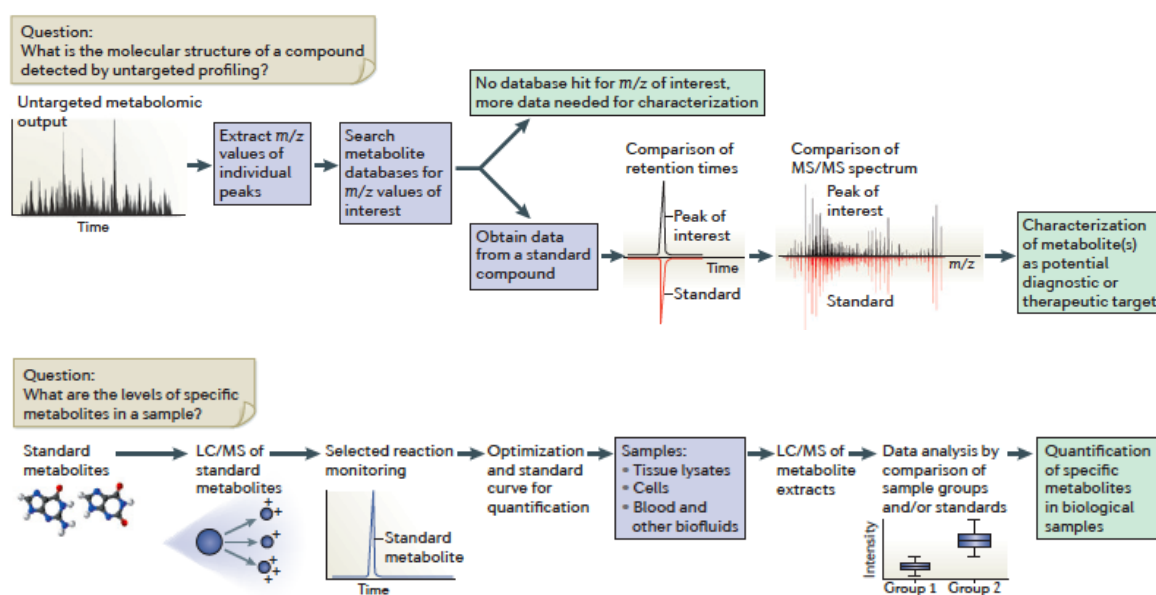 Question:
What is the molecular structure of a compound
detected by untargeted profiling?
Untargeted metabolomic
output
Time
Extract m/z
values of
individual
peaks
Search
metabolite
databases for
m/z values of
interest
No database hit for m/z of interest,
more data needed for characterization
Obtain data
from a standard
compound
Comparison of
retention times
Peak of
interest
Time
Standard
Comparison of
MS/MS spectrum
Peak of
interest
m/z
Standard
Characterization
of metabolite(s)
as potential
diagnostic or
therapeutic target
Question:
What are the levels of specific
metabolites in a sample?
Standard
metabolites
LC/MS of
standard
metabolites
+
+
+
+
+
+
Selected reaction
monitoring
Standard
metabolite
Time
Optimization
and standard
curve for
quantification
Samples:
• Tissue lysates
• Cells
• Blood and
other biofluids
LC/MS of
metabolite
extracts
Data analysis by
comparison of
sample groups
and/or standards
Intensity
Group 1 Group 2
Quantification
of specific
metabolites
in biological
samples